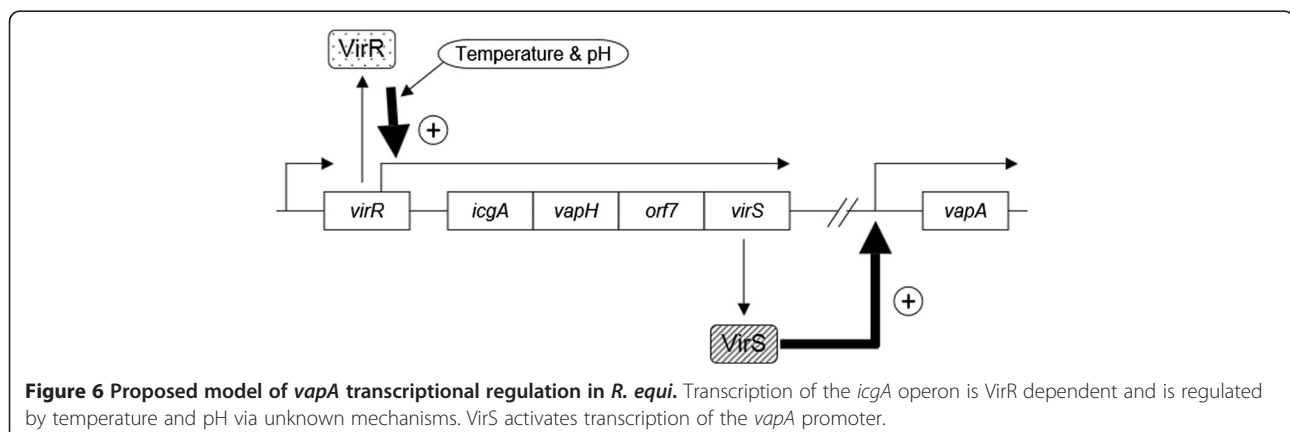 VirR
Temperature & pH
+
virR icgA vapH orf7 virS // vapA
VirS
+
Figure 6 Proposed model of vapA transcriptional regulation in R. equi. Transcription of the icgA operon is VirR dependent and is regulated
by temperature and pH via unknown mechanisms. VirS activates transcription of the vapA promoter.